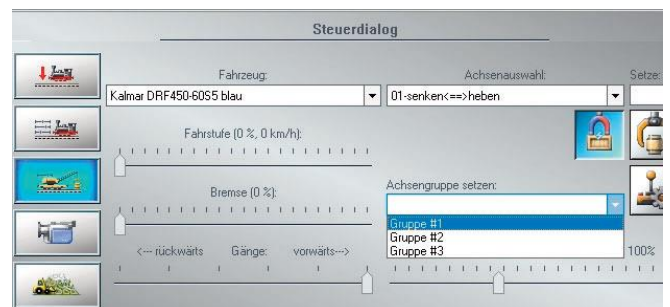 Steuerdialog
Fahrzeug:
Achsenauswahl:
Setze:
Kalmar DRF450-60S5 blau
01-senken<==>heben
Fahrstufe (0 %, 0 km/h):
Bremse (0 %):
Achsengruppe setzen:
Gruppe #1
Gruppe #2
Gruppe #3
<--- rückwärts Gänge: vorwärts--->
100%